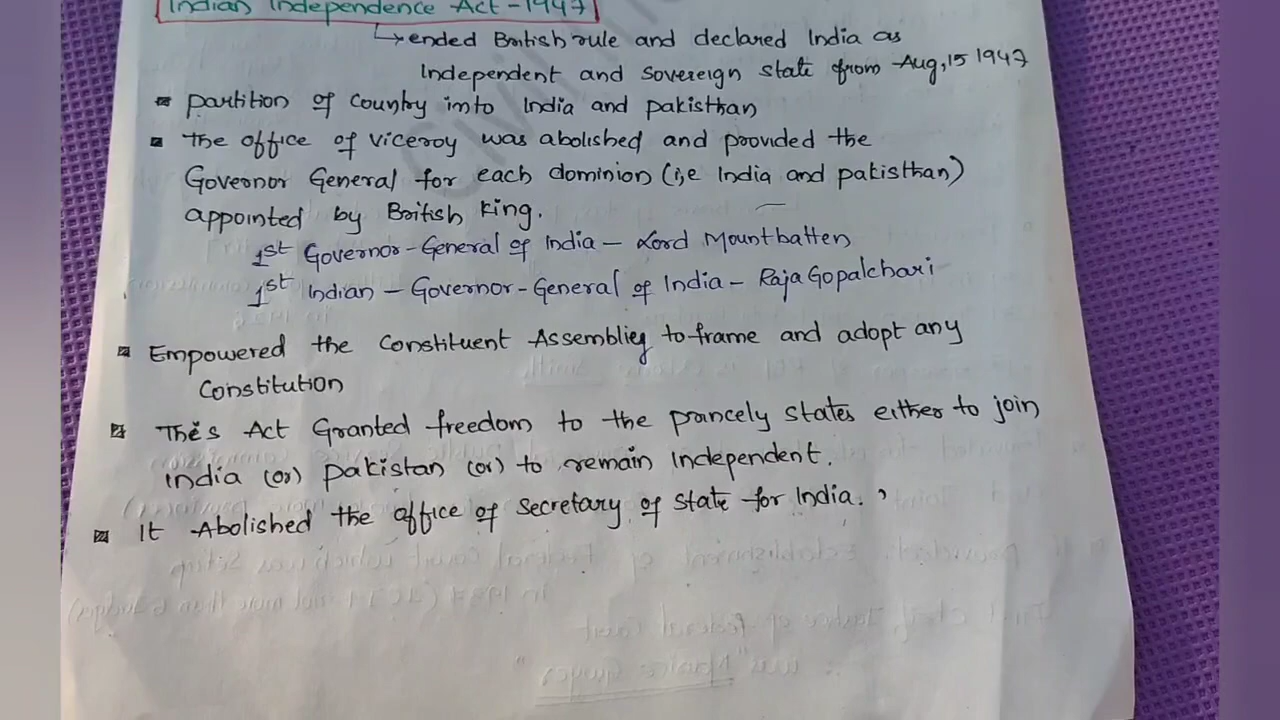 Indian Independence Act-1947
ended British rule and declared India as
Independent and sovereign state from Aug,15 1947
partition of country into India and pakisthan
The office of viceroy was abolished and provided the
Governor General for each dominion (i,e India and pakisthan)
appointed by British King.
1st Governor-General of India - Lord Mountbatten
1st Indian - Governor-General of India - Raja Gopalchari
Empowered the Constituent Assemblies to frame and adopt any
Constitution
This Act Granted freedom to the princely states either to join
India (or) pakistan (or) to remain Independent.
It Abolished the office of secretary of state for India.